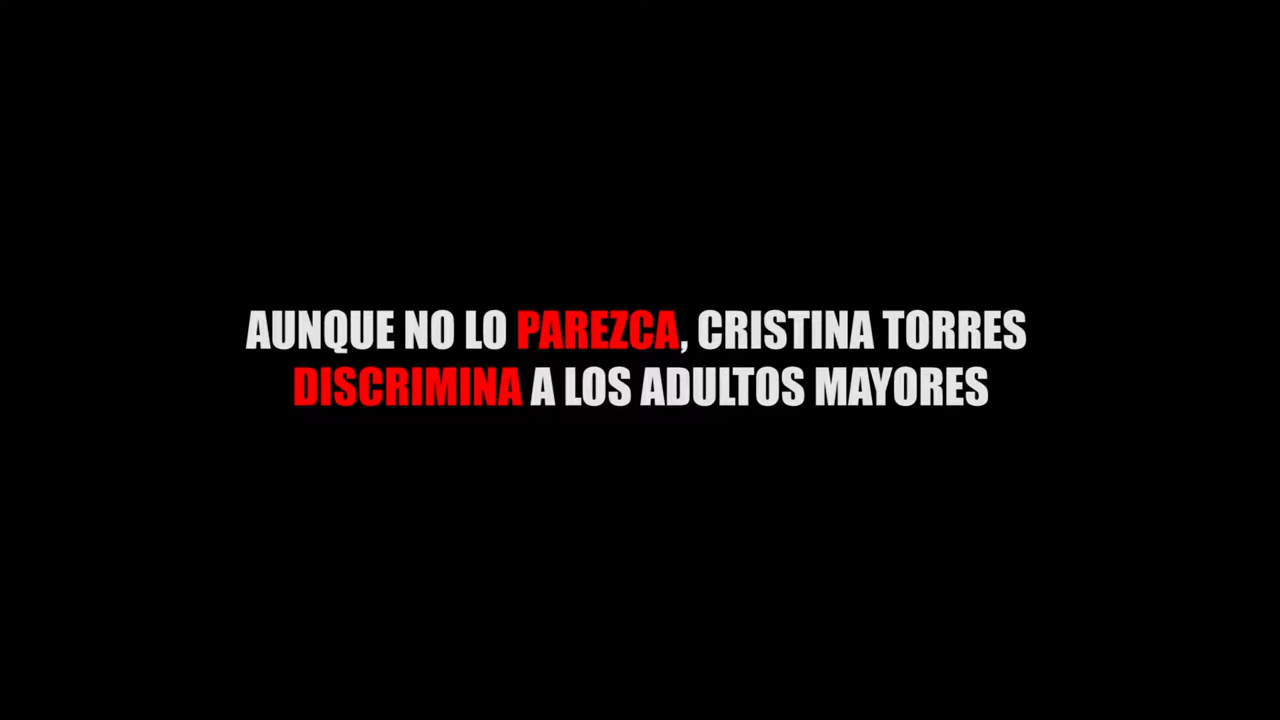 AUNQUE NO LO PAREZCA, CRISTINA TORRES
DISCRIMINA A LOS ADULTOS MAYORES